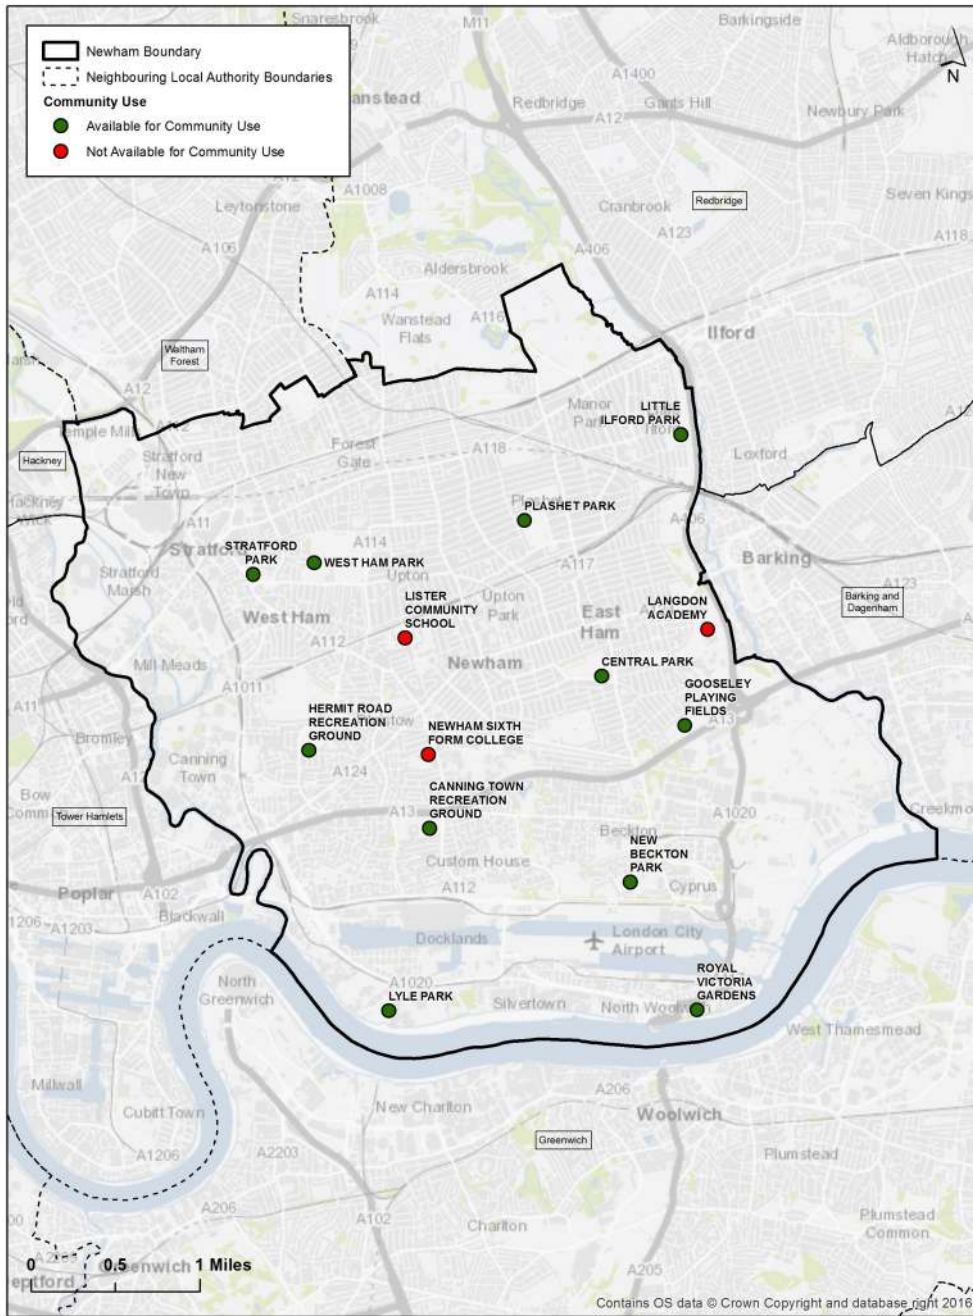 Snaresbrook
M11
Barkingside
Aldborough
Hatch
N
Newham Boundary
Neighbouring Local Authority Boundaries
Community Use
Available for Community Use
Not Available for Community Use
A1400
Redbridge
Gants Hill
A12
Newbury Park
A12
A1008
Leytonstone
Redbridge
Cranbrook
Seven Kings
A123
A118
A106
A406
Aldersbrook
A114
Wanstead
Flats
A116
Ilford
Waltham
Forest
A12
Manor
Park
LITTLE
ILFORD PARK
Loxford
Hackney
Stratford
New
Town
Forest
Gate
A118
A11
Plashet
PLASHET PARK
A406
Barking
A114
STRATFORD
PARK
Stratford
WEST HAM PARK
Upton
A117
Stratford
Marsh
A123
Barking and
Dagenham
LISTER
COMMUNITY
SCHOOL
Upton
Park
East
Ham
LANGDON
ACADEMY
West Ham
A112
Mill Meads
Newham
CENTRAL PARK
GOOSELEY
PLAYING
FIELDS
A1011
A11
A13
HERMIT ROAD
RECREATION
GROUND
NEWHAM SIXTH
FORM COLLEGE
Bromley
Canning
Town
A124
CANNING TOWN
RECREATION
GROUND
Bow
Tower Hamlets
A13
A1020
Beckton
NEW
BECKTON
PARK
Custom House
Cyprus
Poplar
A102
A112
A1206
A1203
Blackwall
Docklands
London City
Airport
North
Greenwich
A1020
LYLE PARK
Silvertown
North Woolwich
ROYAL
VICTORIA
GARDENS
West Thamesmead
Millwall
Cubitt Town
New Charlton
A206
Woolwich
Greenwich
A1206
A2203
Plumstead
A206
A102
Charlton
Plumstead
Common
Greenwich
A205
0 0.5 1 Miles
Contains OS data © Crown Copyright and database right 2016